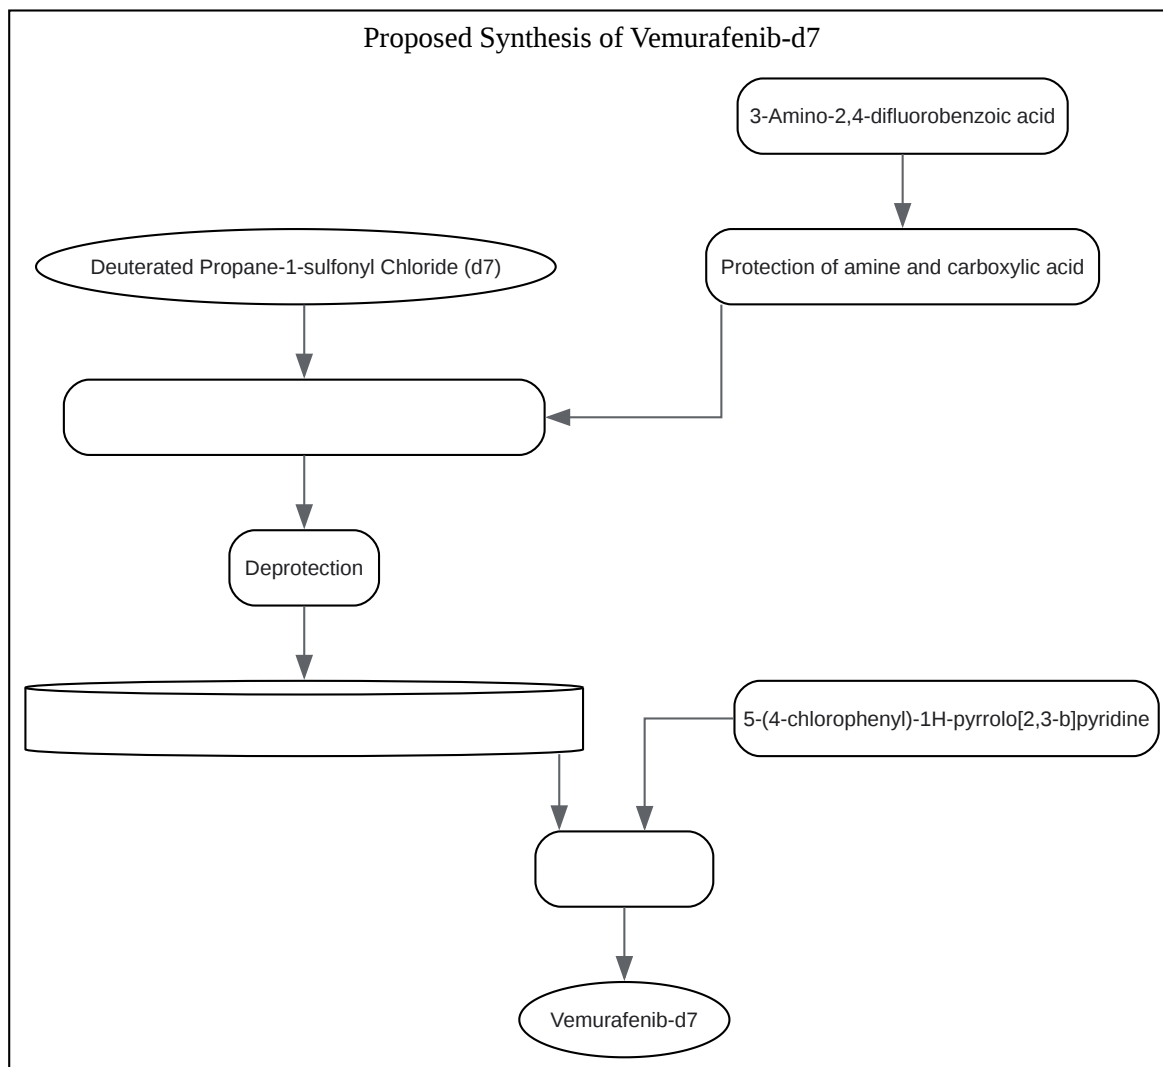 Proposed Synthesis of Vemurafenib-d7
3-Amino-2,4-difluorobenzoic acid
Deuterated Propane-1-sulfonyl Chloride (d7)
Protection of amine and carboxylic acid
Deprotection
5-(4-chlorophenyl)-1H-pyrrolo[2,3-b]pyridine
Vemurafenib-d7